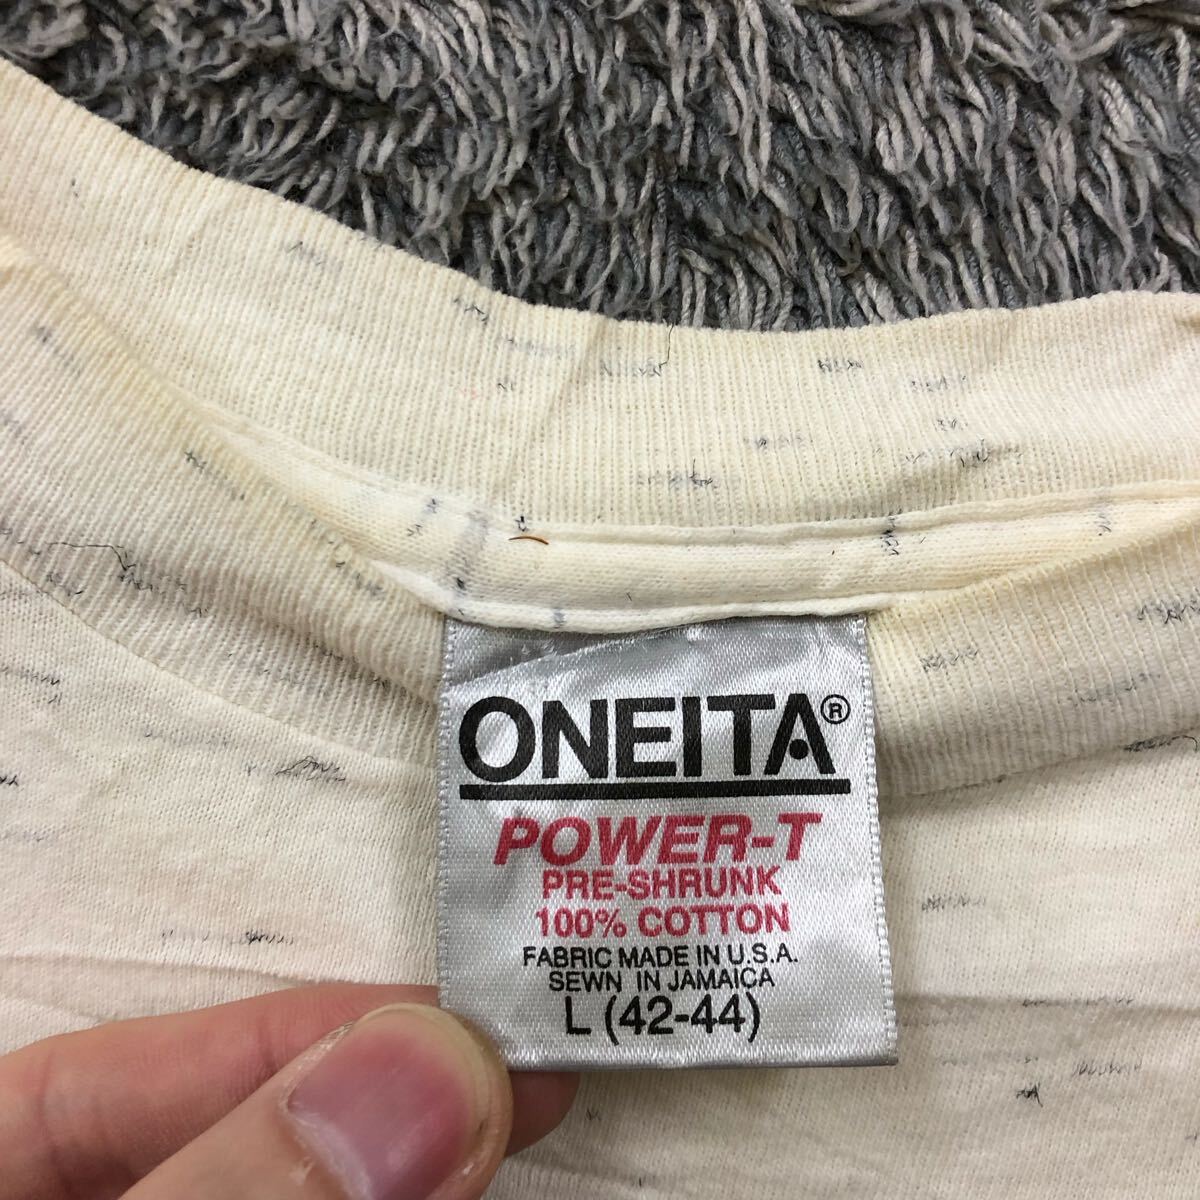 ONEITA®
POWER-T
PRE-SHRUNK
100% COTTON
FABRIC MADE IN U.S.A.
SEWN IN JAMAICA
L (42-44)